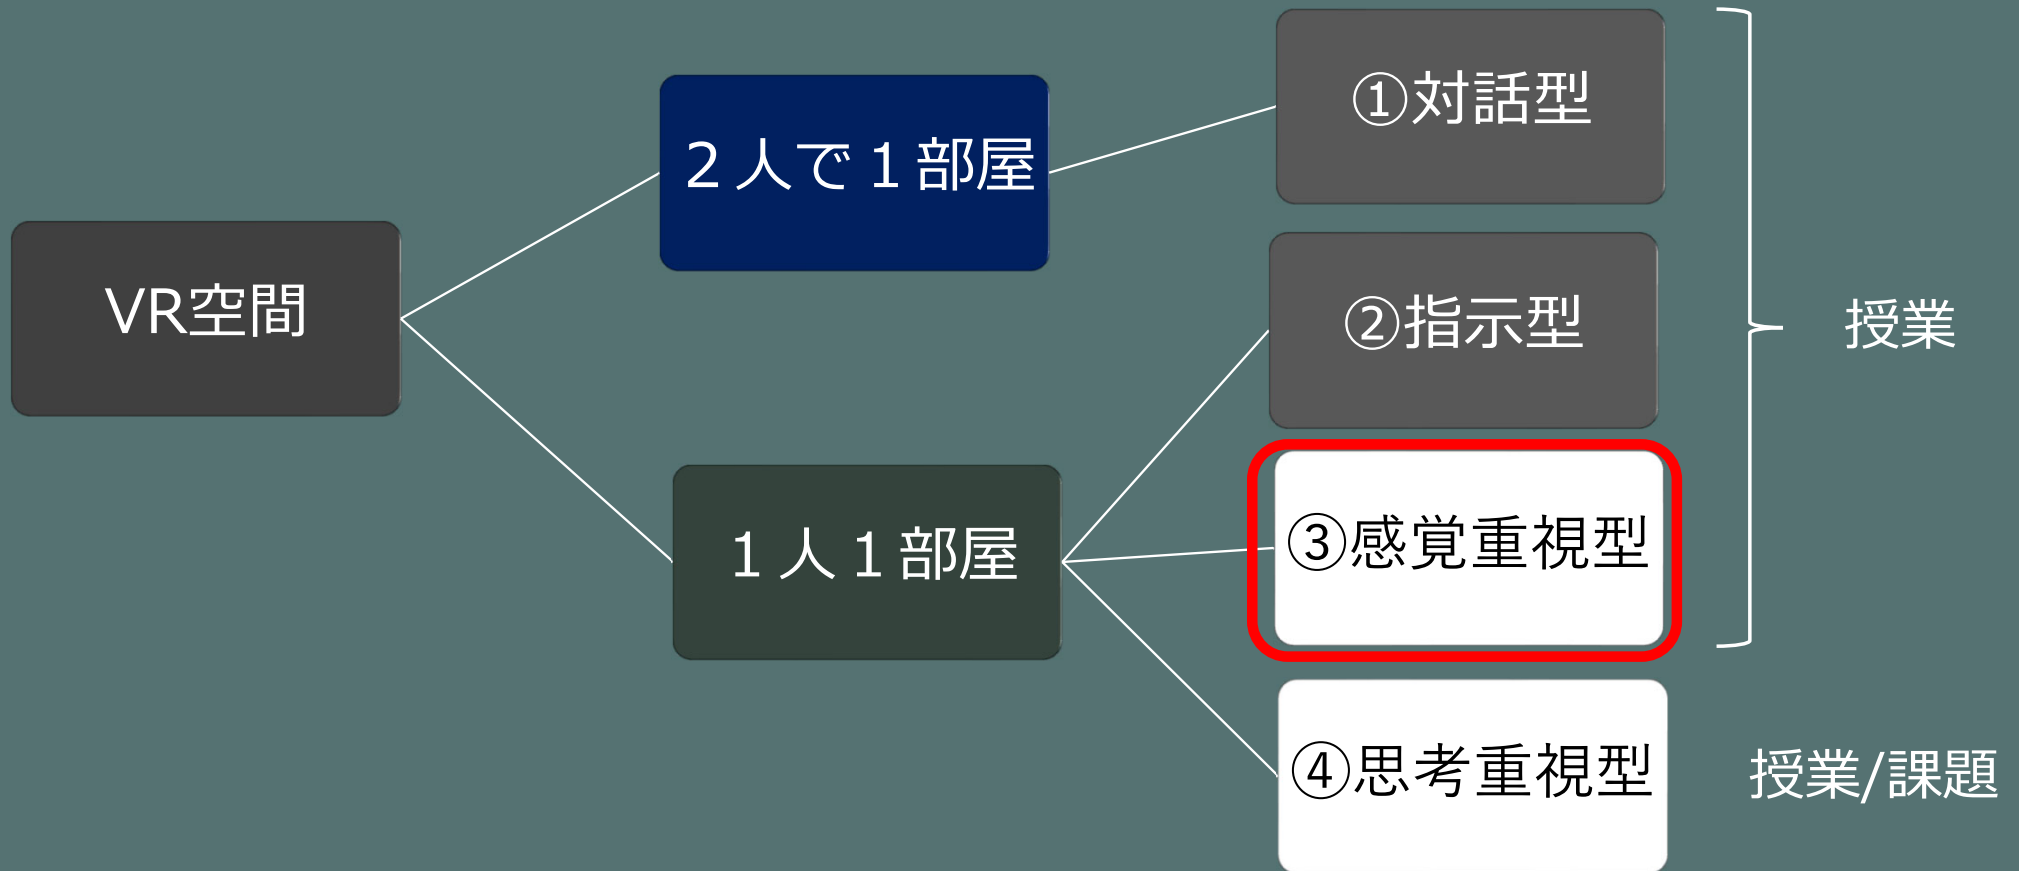 VR空間
２人で１部屋
１人１部屋
①対話型
②指示型
③感覚重視型
④思考重視型
授業
授業/課題